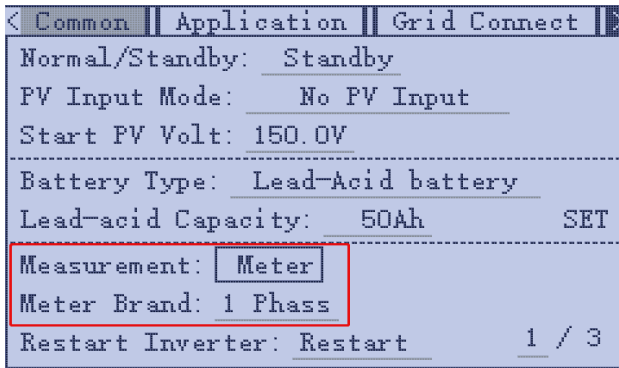 < Common Application Grid Connect
Normal/Standby: Standby
PV Input Mode: No PV Input
Start PV Volt: 150.0V
Battery Type: Lead-Acid battery
Lead-acid Capacity: 50Ah SET
Measurement: Meter
Meter Brand: 1 Phass
Restart Inverter: Restart 1 / 3